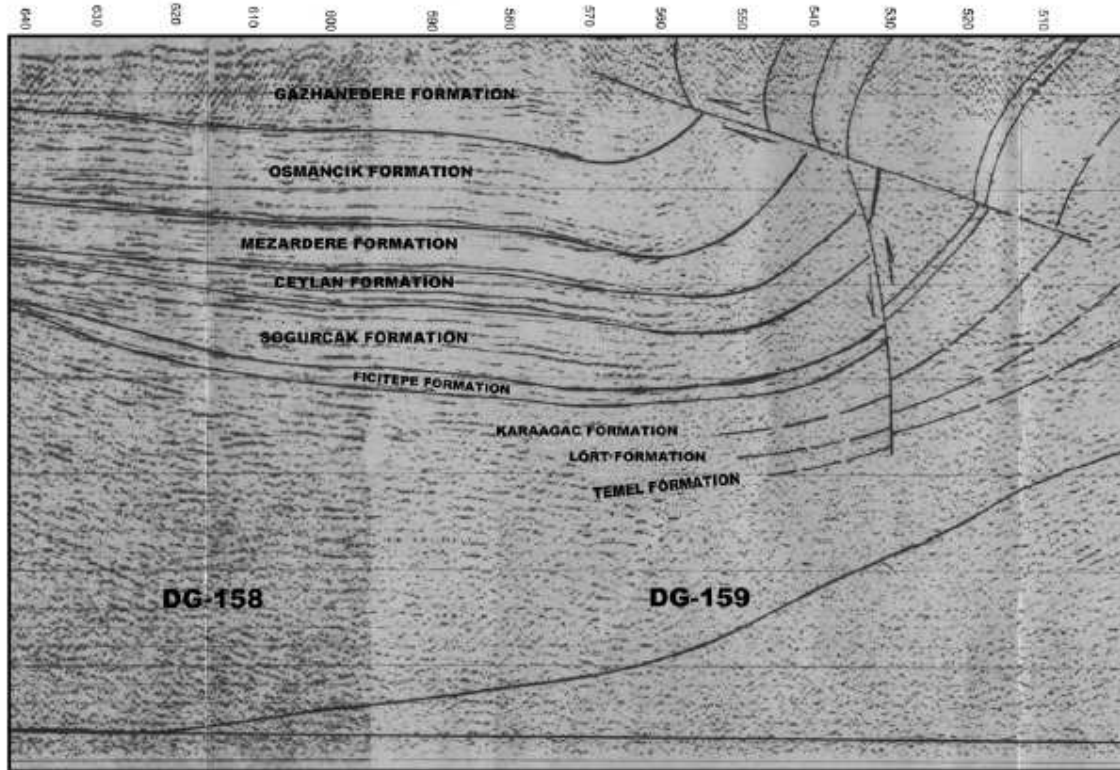 640 630 620 610 600 590 580 570 560 550 540 530 520 510
GAZHANEDERE FORMATION
OSMANCIK FORMATION
MEZARDERE FORMATION
CEYLAN FORMATION
SOGURCAK FORMATION
FICITEPE FORMATION
KARAAGAC FORMATION
LÖRT FORMATION
TEMEL FORMATION
DG-158 DG-159